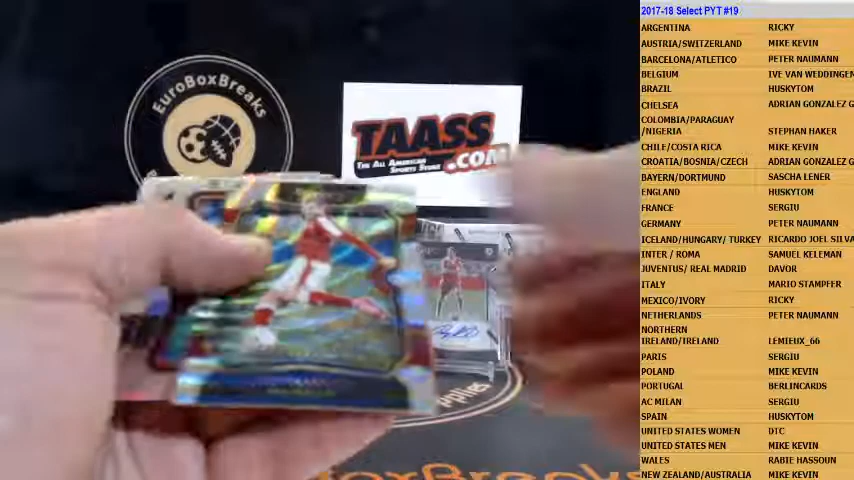 EuroBoxBreaks
TAASS
THE ALL AMERICAN
SPORTS STORE
.COM
pplies
2017-18 Select PYT #19
ARGENTINA RICKY
AUSTRIA/SWITZERLAND MIKE KEVIN
BARCELONA/ATLETICO PETER NAUMANN
BELGIUM IVE VAN WEDDINGEN
BRAZIL HUSKYTOM
CHELSEA ADRIAN GONZALEZ G
COLOMBIA/PARAGUAY
/NIGERIA STEPHAN HAKER
CHILE/COSTA RICA MIKE KEVIN
CROATIA/BOSNIA/CZECH ADRIAN GONZALEZ G
BAYERN/DORTMUND SASCHA LENER
ENGLAND HUSKYTOM
FRANCE SERGIU
GERMANY PETER NAUMANN
ICELAND/HUNGARY/ TURKEY RICARDO JOEL SILVA
INTER / ROMA SAMUEL KELEMAN
JUVENTUS/ REAL MADRID DAVOR
ITALY MARIO STAMPFER
MEXICO/IVORY RICKY
NETHERLANDS PETER NAUMANN
NORTHERN
IRELAND/IRELAND LEMIEUX_66
PARIS SERGIU
POLAND MIKE KEVIN
PORTUGAL BERLINCARDS
AC MILAN SERGIU
SPAIN HUSKYTOM
UNITED STATES WOMEN DTC
UNITED STATES MEN MIKE KEVIN
WALES RABIE HASSOUN
NEW ZEALAND/AUSTRALIA MIKE KEVIN